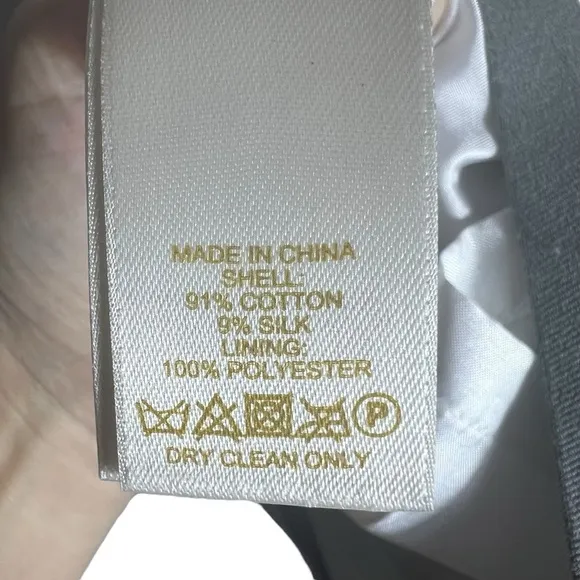 MADE IN CHINA
SHELL:
91% COTTON
9% SILK
LINING:
100% POLYESTER
P
DRY CLEAN ONLY